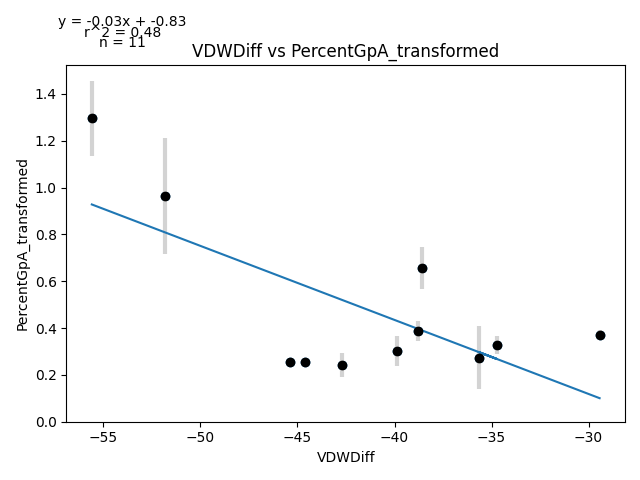 y = -0.03x + -0.83
r^2 = 0.48
n = 11
VDWDiff vs PercentGpA_transformed
PercentGpA_transformed
1.4
1.2
1.0
0.8
0.6
0.4
0.2
0.0
−55
−50
−45
−40
−35
−30
VDWDiff